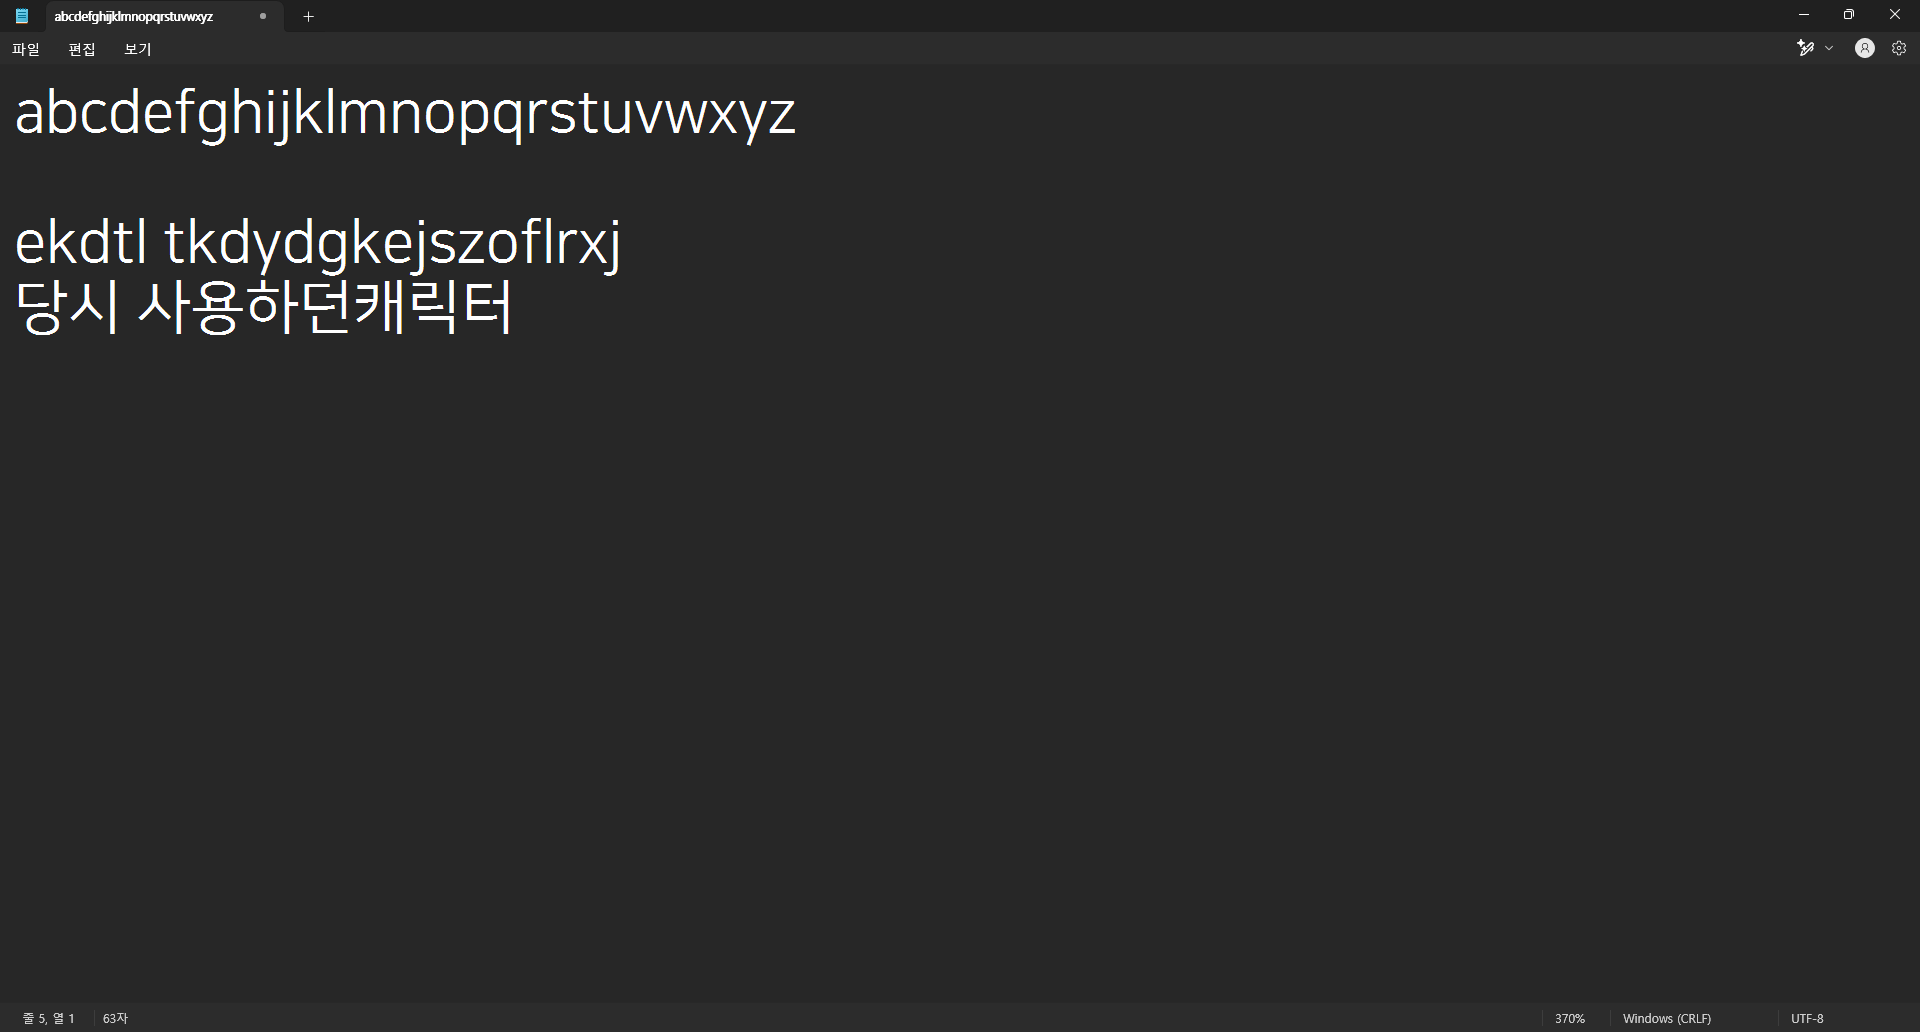 abcdefghijklmnopqrstuvwxyz
파일 편집 보기
abcdefghijklmnopqrstuvwxyz
ekdtl tkdydgkejszoflrxj
당시 사용하던캐릭터
줄 5, 열 1 63자 370% Windows (CRLF) UTF-8